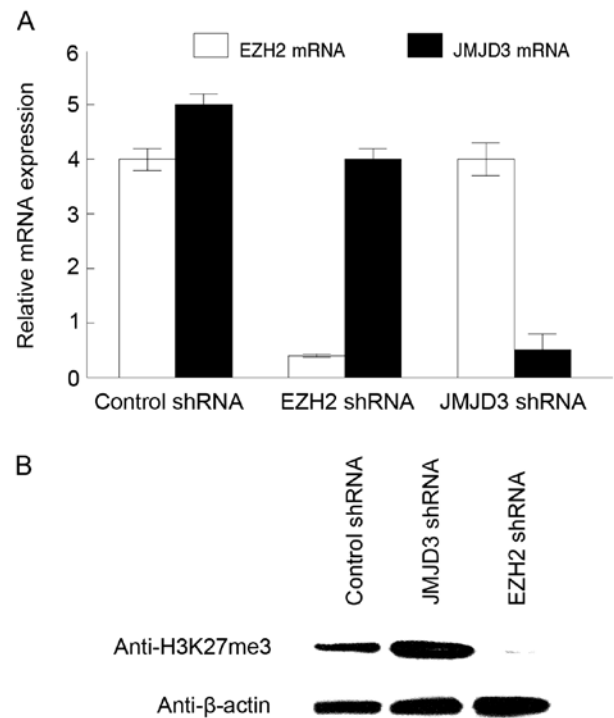 A
EZH2 mRNA
JMJD3 mRNA
Relative mRNA expression
6
5
4
3
2
1
0
Control shRNA EZH2 shRNA JMJD3 shRNA
B
Control shRNA
JMJD3 shRNA
EZH2 shRNA
Anti-H3K27me3
Anti-β-actin